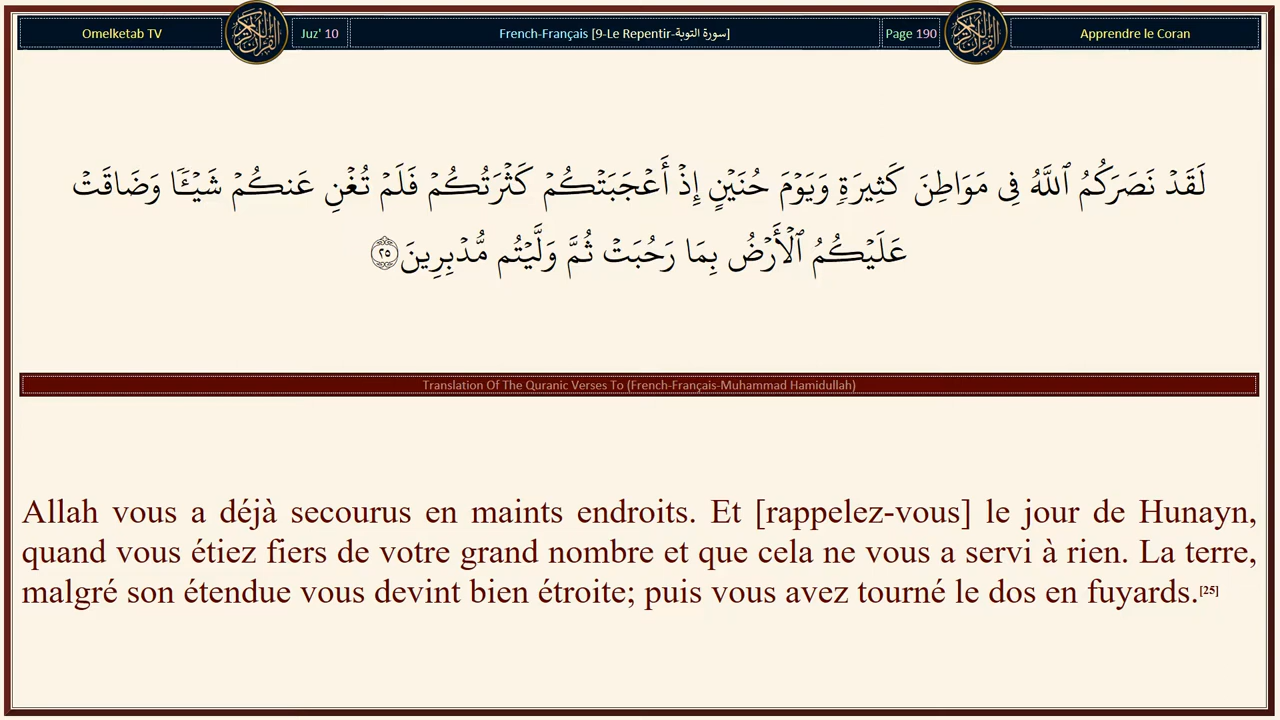 Omelketab TV
Juz' 10
French-Français [9-Le Repentir-سورة التوبة]
Page 190
Apprendre le Coran
لَقَدۡ نَصَرَكُمُ ٱللَّهُ فِي مَوَاطِنَ كَثِيرَةٖ وَيَوۡمَ حُنَيۡنٍ إِذۡ أَعۡجَبَتۡكُمۡ كَثۡرَتُكُمۡ فَلَمۡ تُغۡنِ عَنكُمۡ شَيۡـٔٗا وَضَاقَتۡ
عَلَيۡكُمُ ٱلۡأَرۡضُ بِمَا رَحُبَتۡ ثُمَّ وَلَّيۡتُم مُّدۡبِرِينَ ٢٥
Translation Of The Quranic Verses To (French-Français-Muhammad Hamidullah)
Allah vous a déjà secourus en maints endroits. Et [rappelez-vous] le jour de Hunayn,
quand vous étiez fiers de votre grand nombre et que cela ne vous a servi à rien. La terre,
malgré son étendue vous devint bien étroite; puis vous avez tourné le dos en fuyards.[25]